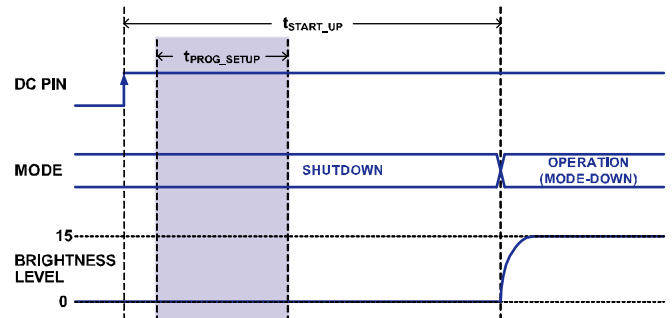 tSTART_UP
tPROG_SETUP
DC PIN
MODE
SHUTDOWN
OPERATION
(MODE-DOWN)
15
BRIGHTNESS
LEVEL
0